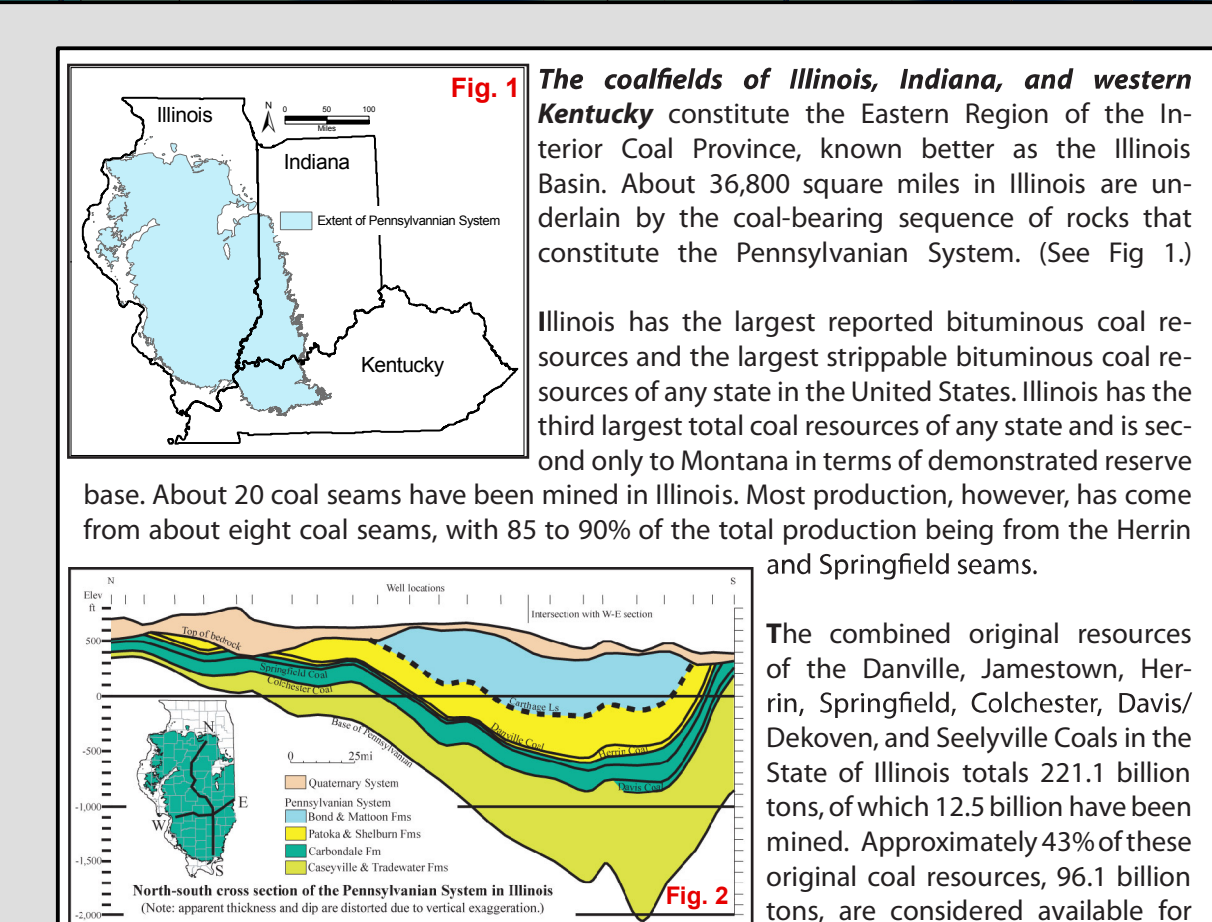 Fig. 1
Illinois
N
0 50 100
Miles
Indiana
Extent of Pennsylvannian System
Kentucky
The coalfields of Illinois, Indiana, and western
Kentucky constitute the Eastern Region of the In-
terior Coal Province, known better as the Illinois
Basin. About 36,800 square miles in Illinois are un-
derlain by the coal-bearing sequence of rocks that
constitute the Pennsylvanian System. (See Fig 1.)
Illinois has the largest reported bituminous coal re-
sources and the largest strippable bituminous coal re-
sources of any state in the United States. Illinois has the
third largest total coal resources of any state and is sec-
ond only to Montana in terms of demonstrated reserve
base. About 20 coal seams have been mined in Illinois. Most production, however, has come
from about eight coal seams, with 85 to 90% of the total production being from the Herrin
and Springfield seams.
N
Well locations
S
Elev
ft
Intersection with W-E section
500
0
-500
-1,000
-1,500
-2,000
Top of bedrock
Springfield Coal
Colchester Coal
Carthage Ls
Base of Pennsylvanian
Danville Coal
Herrin Coal
Davis Coal
N
E
W
S
0 25mi
Quaternary System
Pennsylvanian System
Bond & Mattoon Fms
Patoka & Shelburn Fms
Carbondale Fm
Caseyville & Tradewater Fms
North-south cross section of the Pennsylvanian System in Illinois
(Note: apparent thickness and dip are distorted due to vertical exaggeration.)
Fig. 2
The combined original resources
of the Danville, Jamestown, Her-
rin, Springfield, Colchester, Davis/
Dekoven, and Seelyville Coals in the
State of Illinois totals 221.1 billion
tons, of which 12.5 billion have been
mined. Approximately 43% of these
original coal resources, 96.1 billion
tons, are considered available for